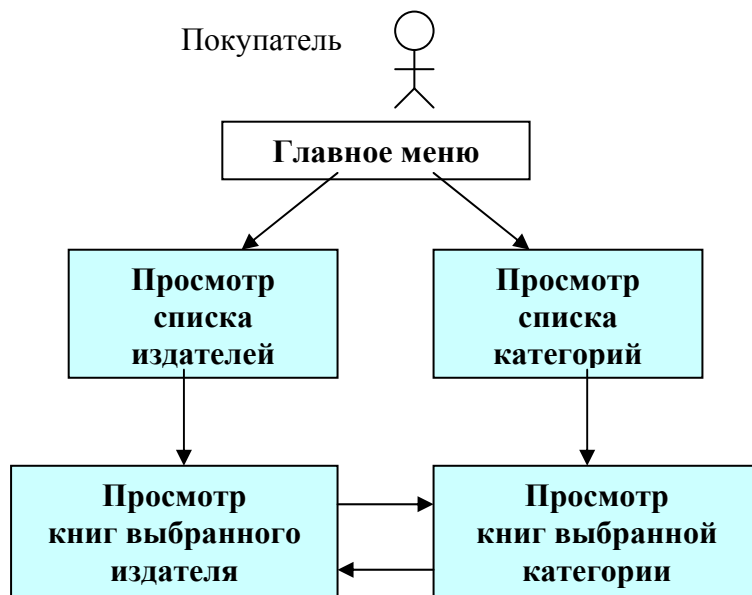 Покупатель
Главное меню
Просмотр
списка
издателей
Просмотр
списка
категорий
Просмотр
книг выбранного
издателя
Просмотр
книг выбранной
категории